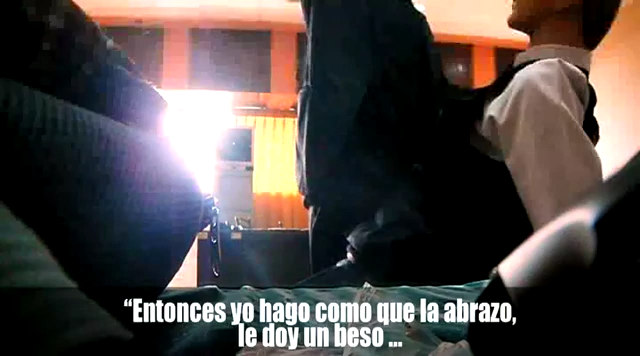 “Entonces yo hago como que la abrazo,
le doy un beso ...